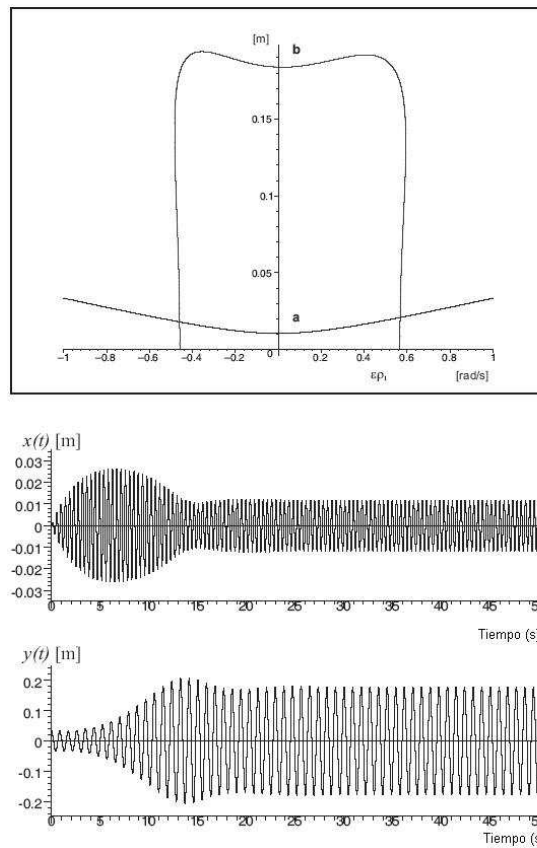 [m]
b
0.15
0.1
0.05
a
0
-1 -0.8 -0.6 -0.4 -0.2 0.2 0.4 0.6 0.8 1
ερ₁ [rad/s]
x(t) [m]
0.03
0.02
0.01
0
-0.01
-0.02
-0.03
0 5 10 15 20 25 30 35 40 45 50
Tiempo (s)
y(t) [m]
0.2
0.1
0
-0.1
-0.2
0 5 10 15 20 25 30 35 40 45 50
Tiempo (s)